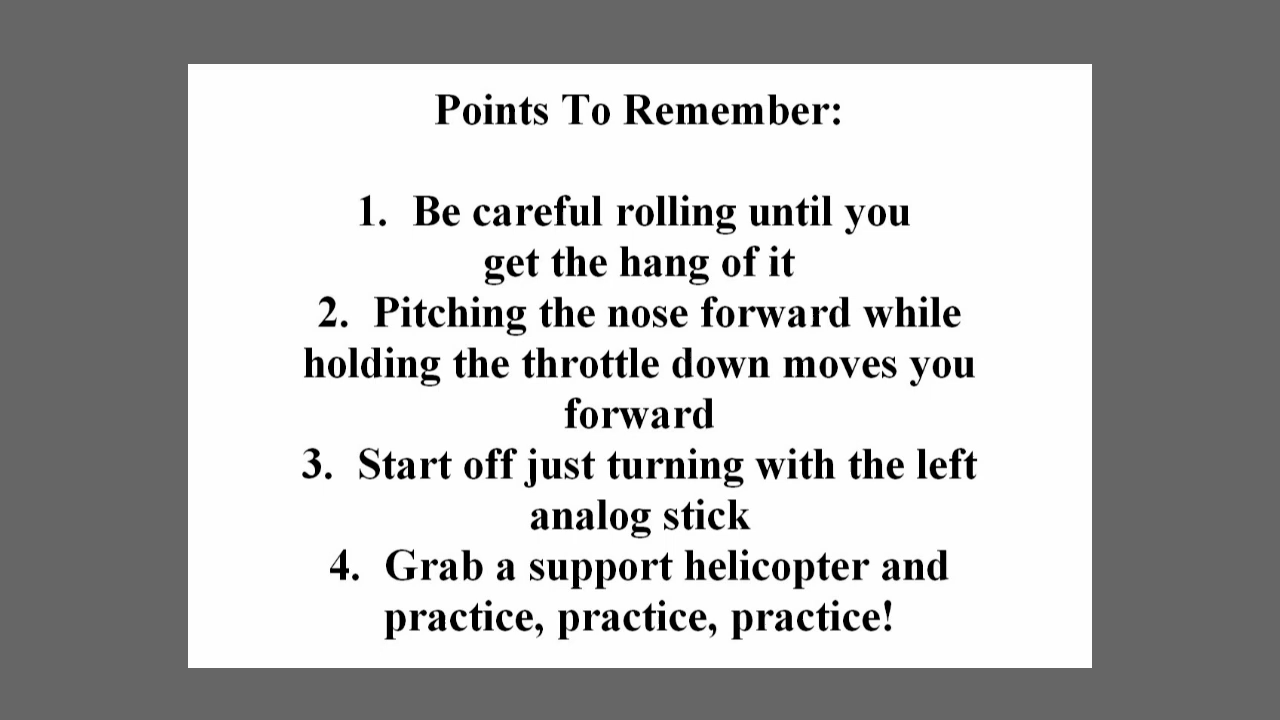 Points To Remember:
1. Be careful rolling until you
get the hang of it
2. Pitching the nose forward while
holding the throttle down moves you
forward
3. Start off just turning with the left
analog stick
4. Grab a support helicopter and
practice, practice, practice!